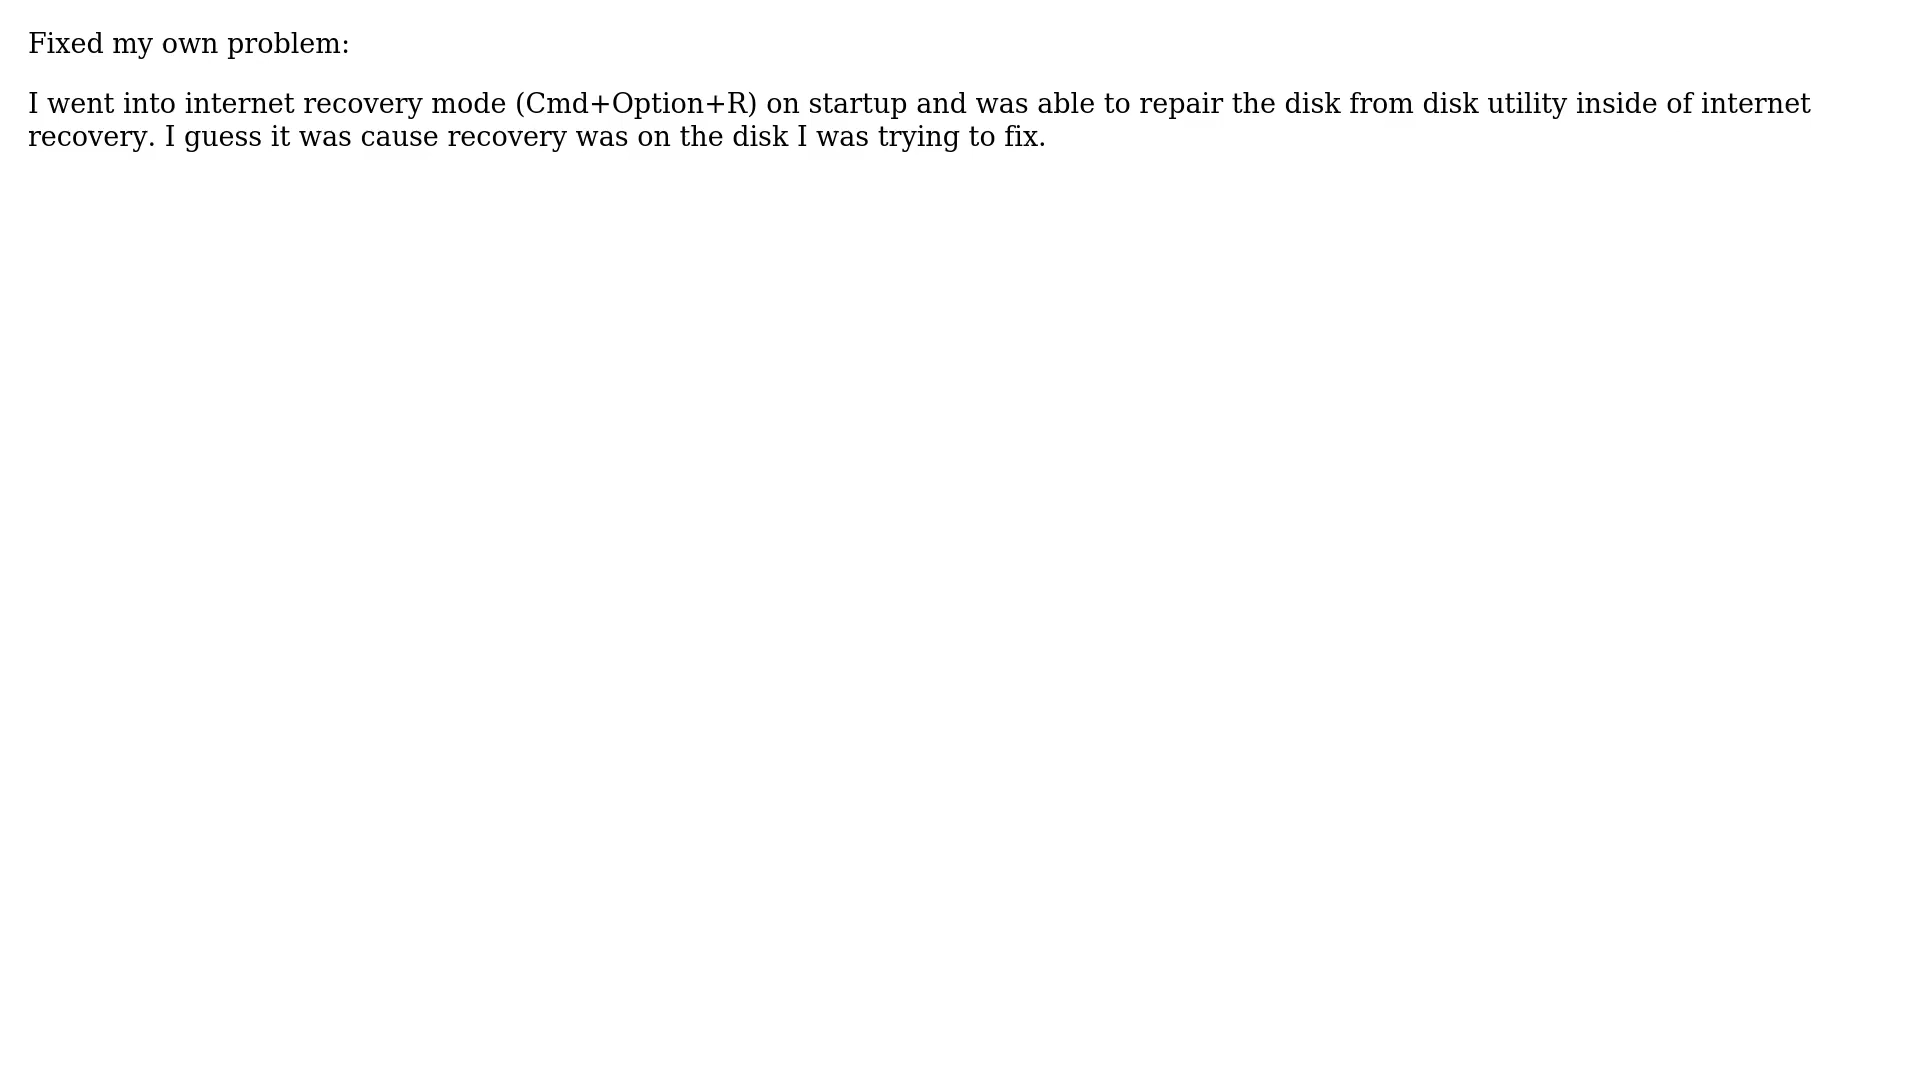 Fixed my own problem:
I went into internet recovery mode (Cmd+Option+R) on startup and was able to repair the disk from disk utility inside of internet
recovery. I guess it was cause recovery was on the disk I was trying to fix.